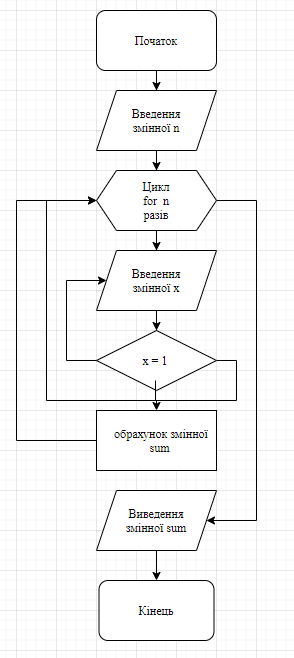 Початок
Введення
змінної n
Цикл
for n
разів
Введення
змінної x
x = 1
обрахунок змінної
sum
Виведення
змінної sum
Кінець